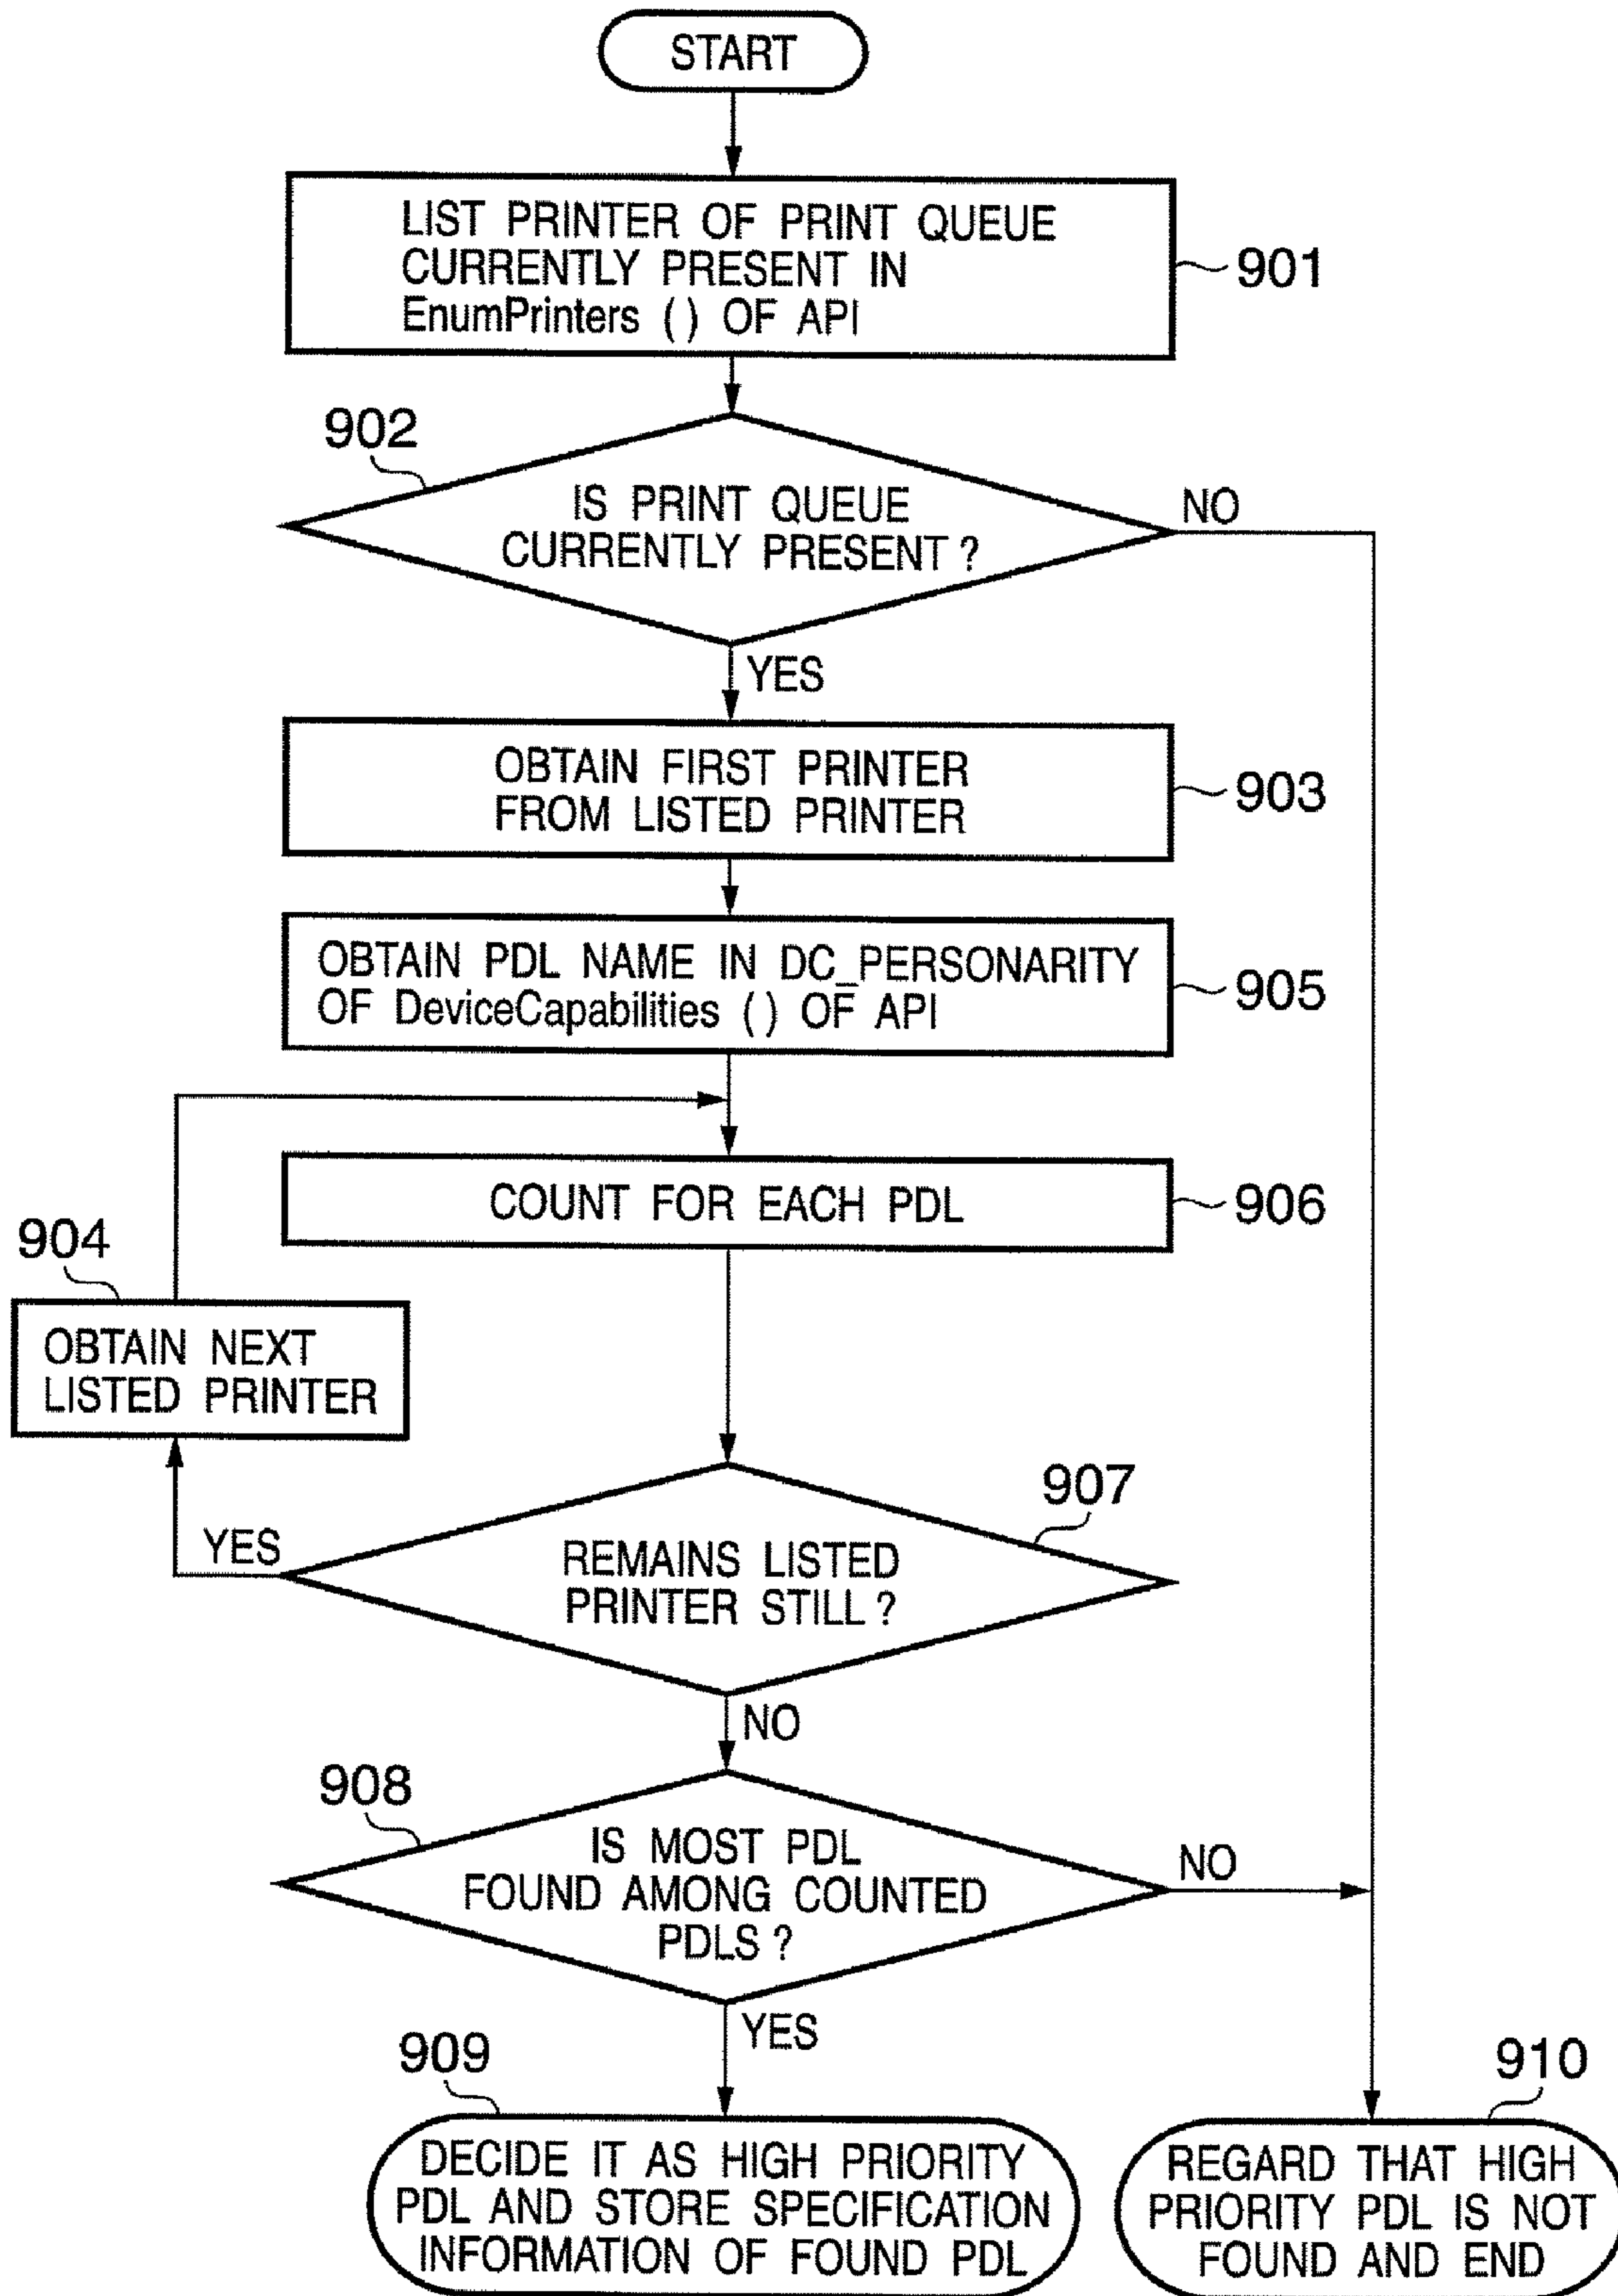 START
LIST PRINTER OF PRINT QUEUE
CURRENTLY PRESENT IN
EnumPrinters ( ) OF API
901
902
IS PRINT QUEUE
CURRENTLY PRESENT ?
NO
YES
OBTAIN FIRST PRINTER
FROM LISTED PRINTER
903
OBTAIN PDL NAME IN DC_PERSONARITY
OF DeviceCapabilities ( ) OF API
905
COUNT FOR EACH PDL
906
904
OBTAIN NEXT
LISTED PRINTER
907
YES
REMAINS LISTED
PRINTER STILL ?
NO
908
IS MOST PDL
FOUND AMONG COUNTED
PDLS ?
NO
YES
909
DECIDE IT AS HIGH PRIORITY
PDL AND STORE SPECIFICATION
INFORMATION OF FOUND PDL
910
REGARD THAT HIGH
PRIORITY PDL IS NOT
FOUND AND END